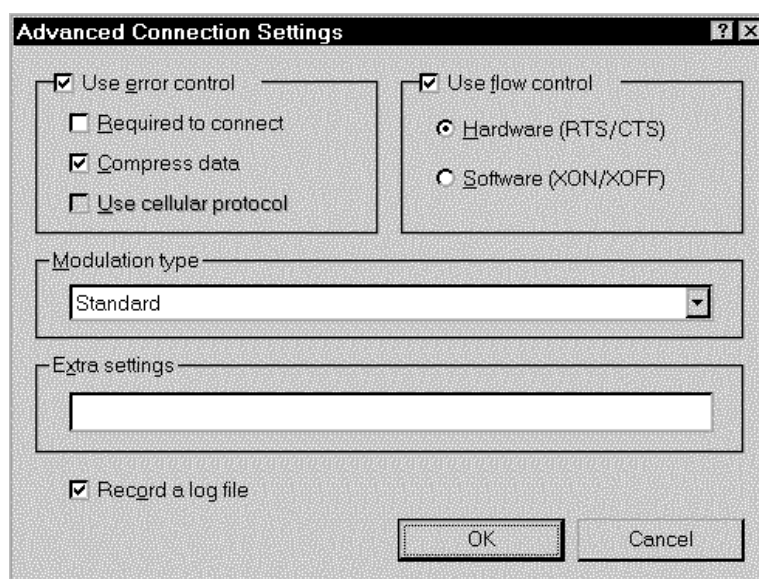 Advanced Connection Settings
Use error control
Required to connect
Compress data
Use cellular protocol
Use flow control
Hardware (RTS/CTS)
Software (XON/XOFF)
Modulation type
Standard
Extra settings
Record a log file
OK Cancel